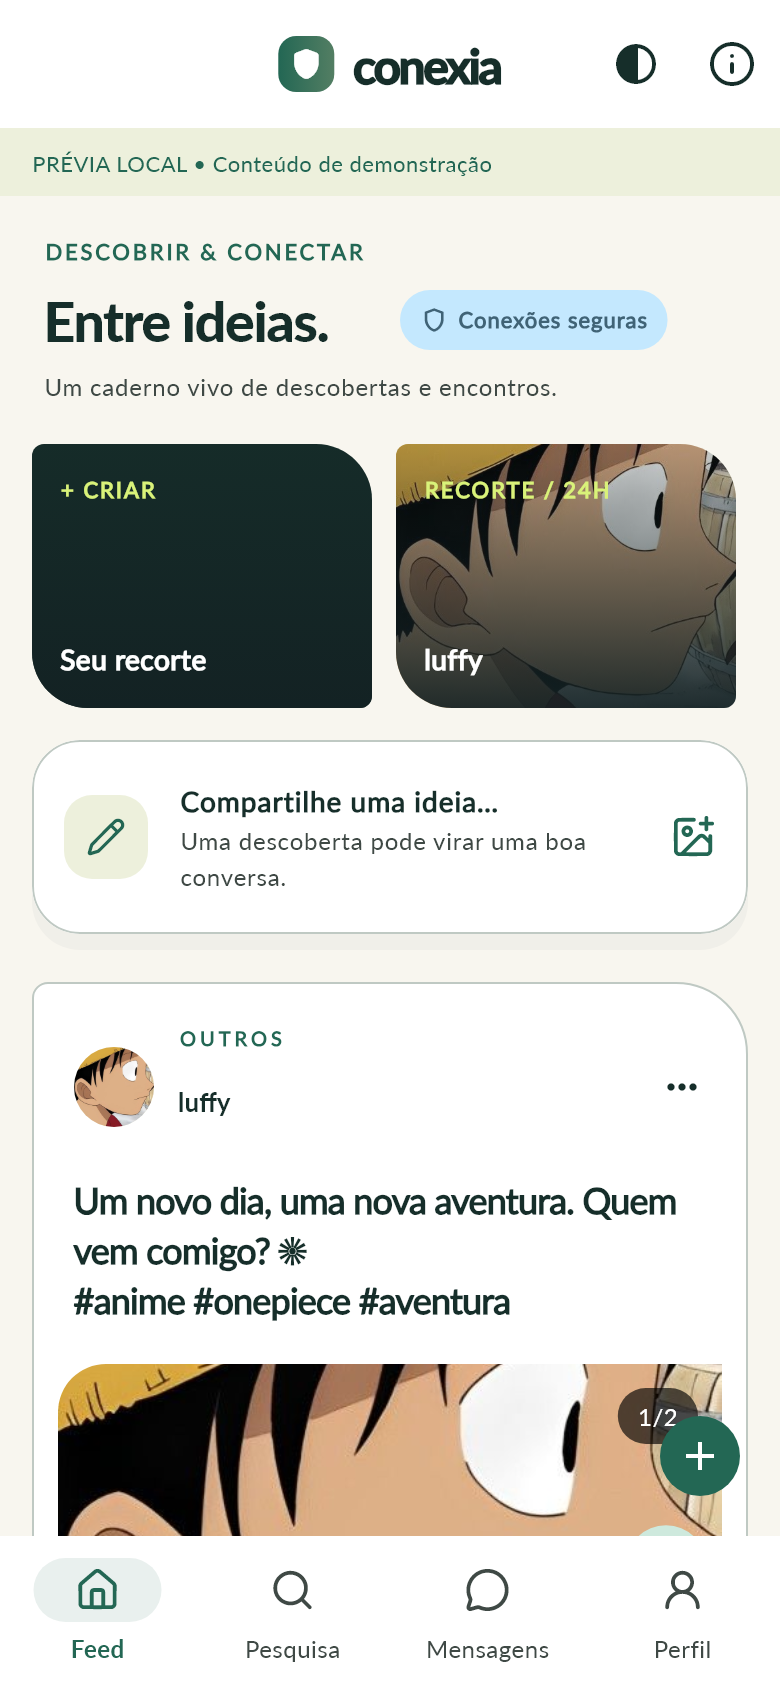 conexia
PRÉVIA LOCAL • Conteúdo de demonstração
DESCOBRIR & CONECTAR
Entre ideias.
Conexões seguras
Um caderno vivo de descobertas e encontros.
+ CRIAR
Seu recorte
RECORTE / 24H
luffy
Compartilhe uma ideia...
Uma descoberta pode virar uma boa
conversa.
OUTROS
luffy
Um novo dia, uma nova aventura. Quem
vem comigo?
#anime #onepiece #aventura
1/2
Feed
Pesquisa
Mensagens
Perfil